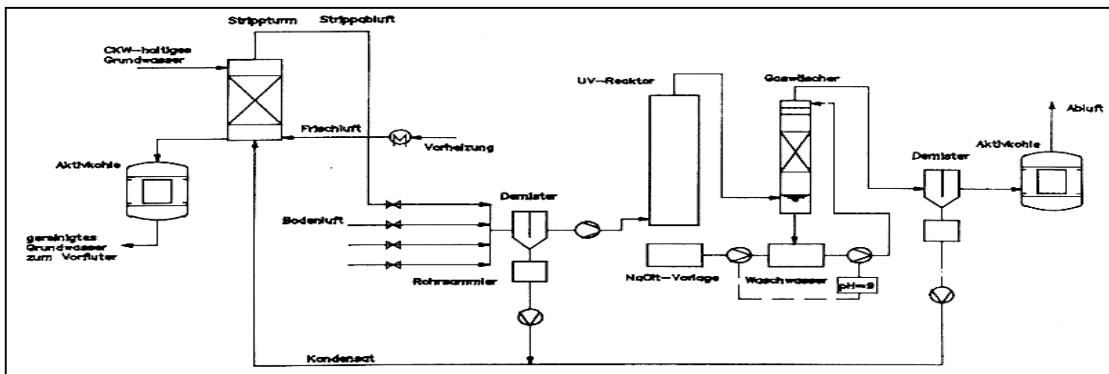 Strippturm Strippabluft
CKW-haltiges
Grundwasser
UV-Reaktor
Gaswäscher
Abluft
Frischluft
Vorheizung
Aktivkohle
Demister
Aktivkohle
Demister
Bodenluft
gereinigtes
Grundwasser
zum Vorfluter
Rohrsammler
NaOH-Vorlage
Waschwasser
pH=9
Kondensat